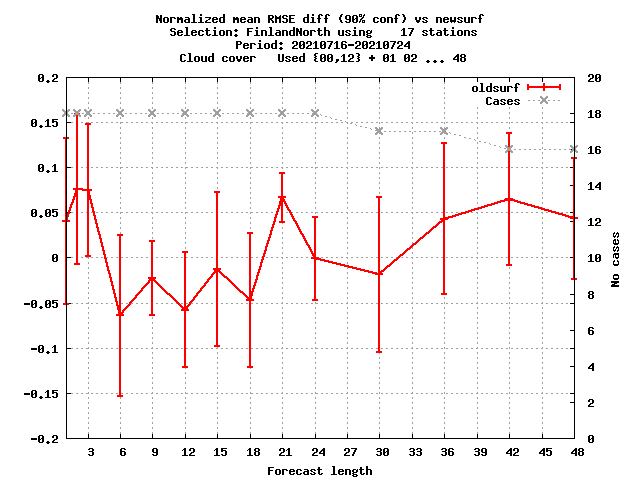 Normalized mean RMSE diff (90% conf) vs newsurf
Selection: FinlandNorth using    17 stations
Period: 20210716-20210724
Cloud cover   Used {00,12} + 01 02 ... 48
oldsurf
Cases
0.2
0.15
0.1
0.05
0
-0.05
-0.1
-0.15
-0.2
20
18
16
14
12
10
8
6
4
2
0
No cases
3 6 9 12 15 18 21 24 27 30 33 36 39 42 45 48
Forecast length